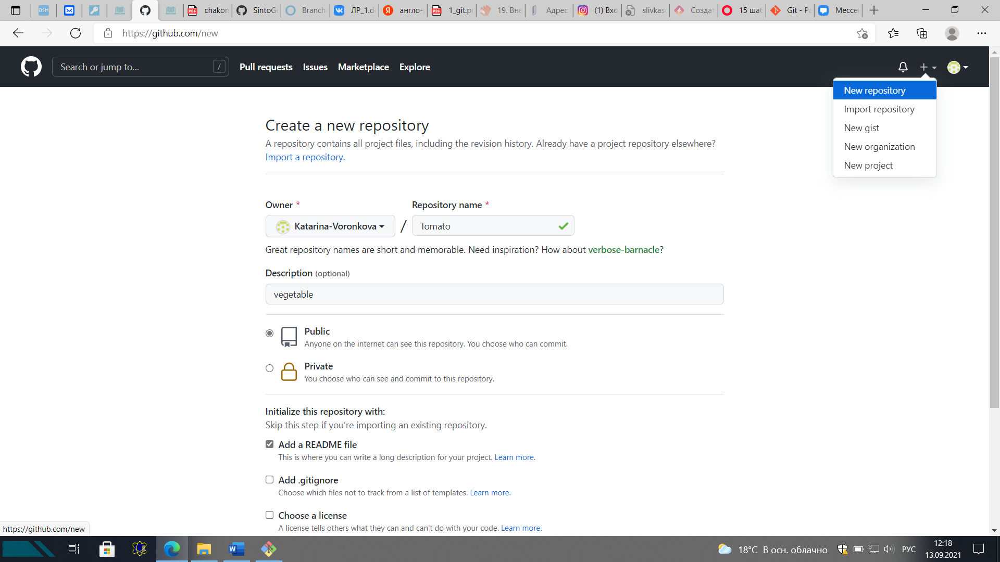 DSM
chakon
SintoGe
Branch
ЛР_1.d
англо-
1_git.p
19. Вне
Адрес
(1) Вхо
slivkas
Создат
15 шаб
Git - Pa
Мессе
https://github.com/new
Search or jump to...
/
Pull requests
Issues
Marketplace
Explore
New repository
Import repository
New gist
New organization
New project
Create a new repository
A repository contains all project files, including the revision history. Already have a project repository elsewhere?
Import a repository.
Owner *
Repository name *
Katarina-Voronkova
/
Tomato
Great repository names are short and memorable. Need inspiration? How about verbose-barnacle?
Description (optional)
vegetable
Public
Anyone on the internet can see this repository. You choose who can commit.
Private
You choose who can see and commit to this repository.
Initialize this repository with:
Skip this step if you’re importing an existing repository.
Add a README file
This is where you can write a long description for your project. Learn more.
Add .gitignore
Choose which files not to track from a list of templates. Learn more.
Choose a license
A license tells others what they can and can't do with your code. Learn more.
https://github.com/new
18°C В осн. облачно
РУС
12:18
13.09.2021